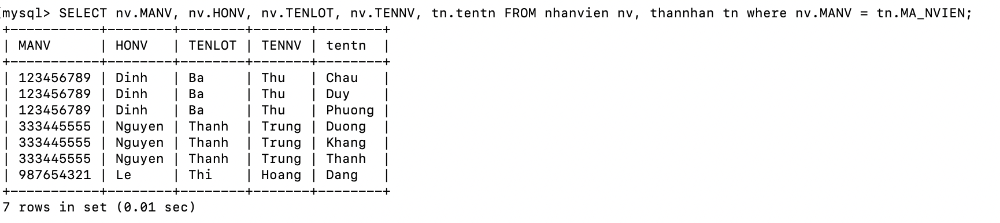 mysql> SELECT nv.MANV, nv.HONV, nv.TENLOT, nv.TENNV, tn.tentn FROM nhanvien nv, thannhan tn where nv.MANV = tn.MA_NVIEN;
+-----------+--------+--------+-------+--------+
| MANV      | HONV   | TENLOT | TENNV | tentn  |
+-----------+--------+--------+-------+--------+
| 123456789 | Dinh   | Ba     | Thu   | Chau   |
| 123456789 | Dinh   | Ba     | Thu   | Duy    |
| 123456789 | Dinh   | Ba     | Thu   | Phuong |
| 333445555 | Nguyen | Thanh  | Trung | Duong  |
| 333445555 | Nguyen | Thanh  | Trung | Khang  |
| 333445555 | Nguyen | Thanh  | Trung | Thanh  |
| 987654321 | Le     | Thi    | Hoang | Dang   |
+-----------+--------+--------+-------+--------+
7 rows in set (0.01 sec)